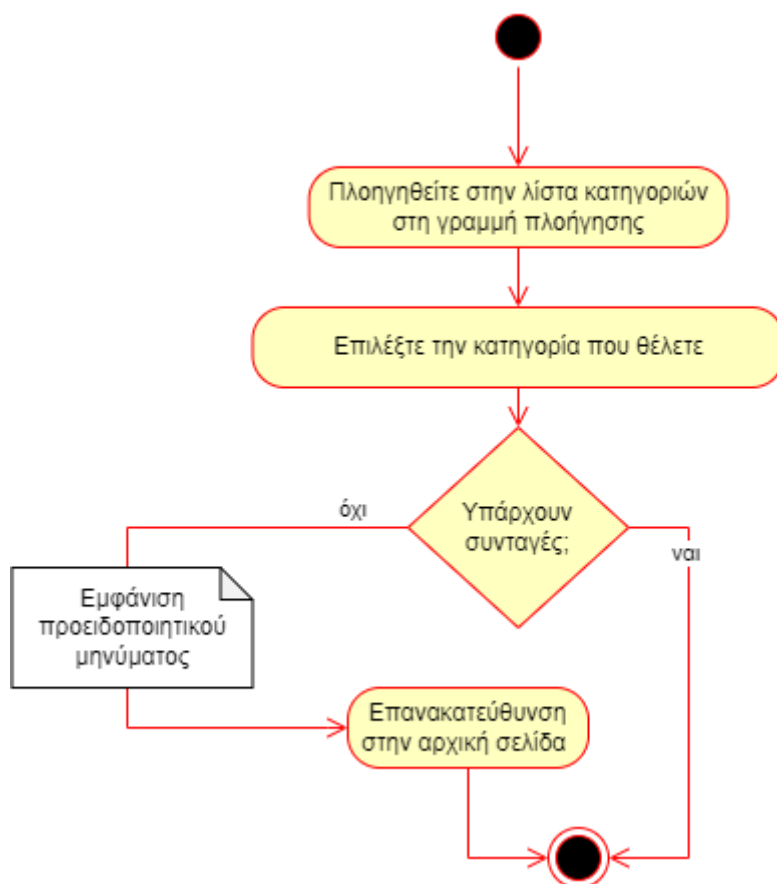 Πλοηγηθείτε στην λίστα κατηγοριών
στη γραμμή πλοήγησης
Επιλέξτε την κατηγορία που θέλετε
Υπάρχουν
συνταγές;
όχι
ναι
Εμφάνιση
προειδοποιητικού
μηνύματος
Επανακατεύθυνση
στην αρχική σελίδα